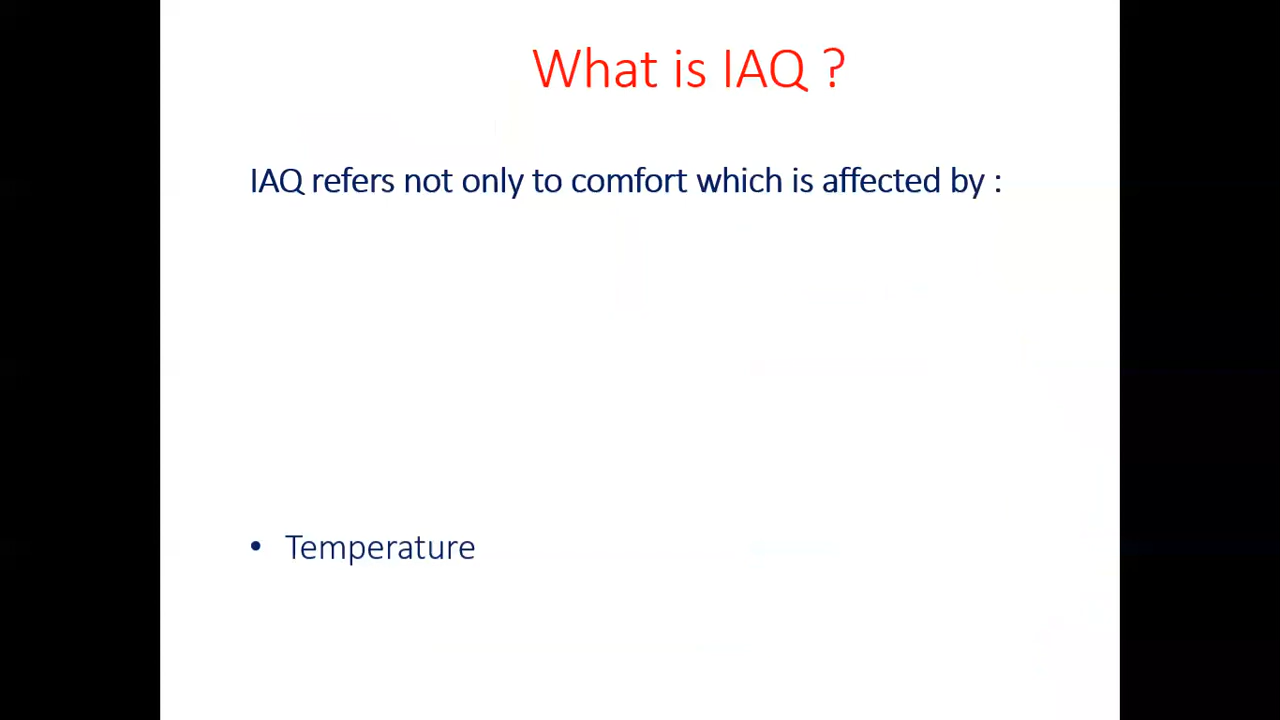 What is IAQ ?
IAQ refers not only to comfort which is affected by :
• Temperature